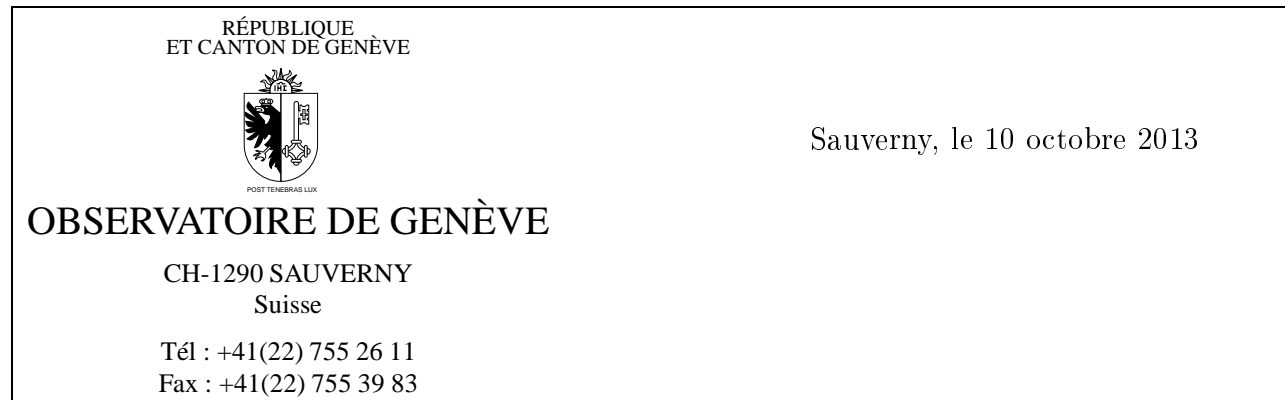 RÉPUBLIQUE
ET CANTON DE GENÈVE
POST TENEBRAS LUX
Sauverny, le 10 octobre 2013
OBSERVATOIRE DE GENÈVE
CH-1290 SAUVERNY
Suisse
Tél : +41(22) 755 26 11
Fax : +41(22) 755 39 83